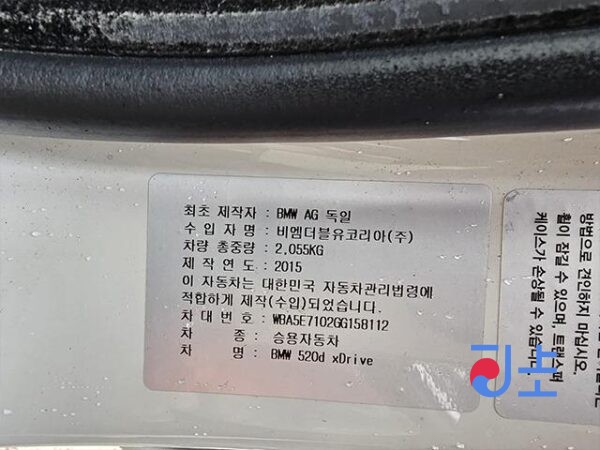 최초 제작자 : BMW AG 독일
수 입 자 명 : 비엠더블유코리아(주)
차량 총중량 : 2,055KG
제 작 연 도 : 2015
이 자동차는 대한민국 자동차관리법령에
적합하게 제작(수입)되었습니다.
차 대 번 호 : WBA5E7102GG158112
차 종 : 승용자동차
차 명 : BMW 520d xDrive
방법으로 견인하지 마십시오.
휠이 잠길 수 있으며, 트랜스퍼
케이스가 손상될 수 있습니다.